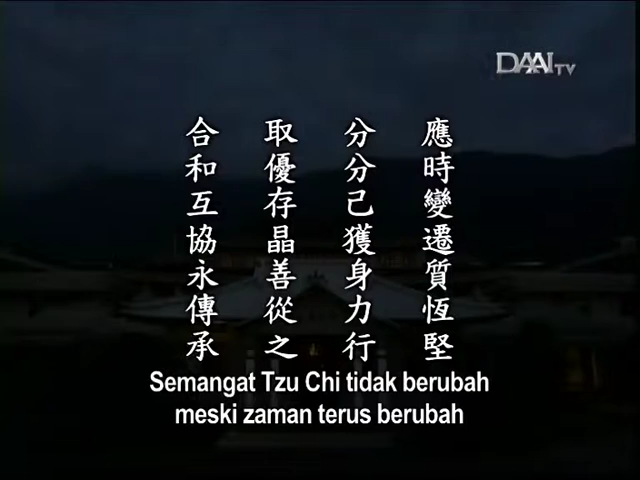 DAAI TV
應時變遷質恆堅
分分己獲身力行
取優存晶善從之
合和互協永傳承
Semangat Tzu Chi tidak berubah
meski zaman terus berubah